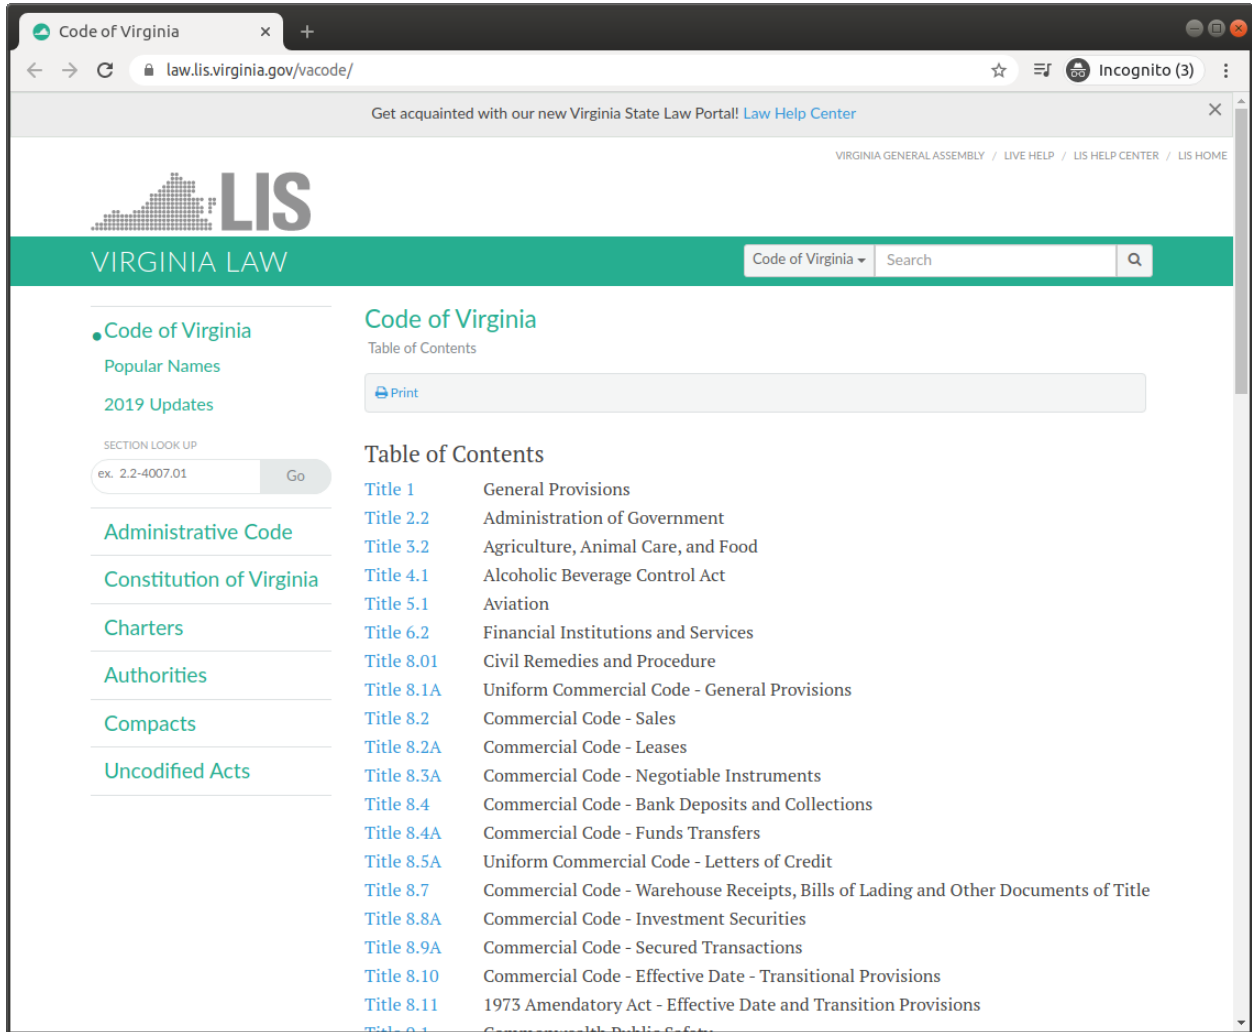 Code of Virginia
law.lis.virginia.gov/vacode/
Incognito (3)
Get acquainted with our new Virginia State Law Portal! Law Help Center
VIRGINIA GENERAL ASSEMBLY / LIVE HELP / LIS HELP CENTER / LIS HOME
LIS
VIRGINIA LAW
Code of Virginia
Search
Code of Virginia
Popular Names
2019 Updates
SECTION LOOK UP
ex. 2.2-4007.01
Go
Administrative Code
Constitution of Virginia
Charters
Authorities
Compacts
Uncodified Acts
Code of Virginia
Table of Contents
Print
Table of Contents
Title 1 General Provisions
Title 2.2 Administration of Government
Title 3.2 Agriculture, Animal Care, and Food
Title 4.1 Alcoholic Beverage Control Act
Title 5.1 Aviation
Title 6.2 Financial Institutions and Services
Title 8.01 Civil Remedies and Procedure
Title 8.1A Uniform Commercial Code - General Provisions
Title 8.2 Commercial Code - Sales
Title 8.2A Commercial Code - Leases
Title 8.3A Commercial Code - Negotiable Instruments
Title 8.4 Commercial Code - Bank Deposits and Collections
Title 8.4A Commercial Code - Funds Transfers
Title 8.5A Uniform Commercial Code - Letters of Credit
Title 8.7 Commercial Code - Warehouse Receipts, Bills of Lading and Other Documents of Title
Title 8.8A Commercial Code - Investment Securities
Title 8.9A Commercial Code - Secured Transactions
Title 8.10 Commercial Code - Effective Date - Transitional Provisions
Title 8.11 1973 Amendatory Act - Effective Date and Transition Provisions
Title 9.1 Commonwealth Public Safety